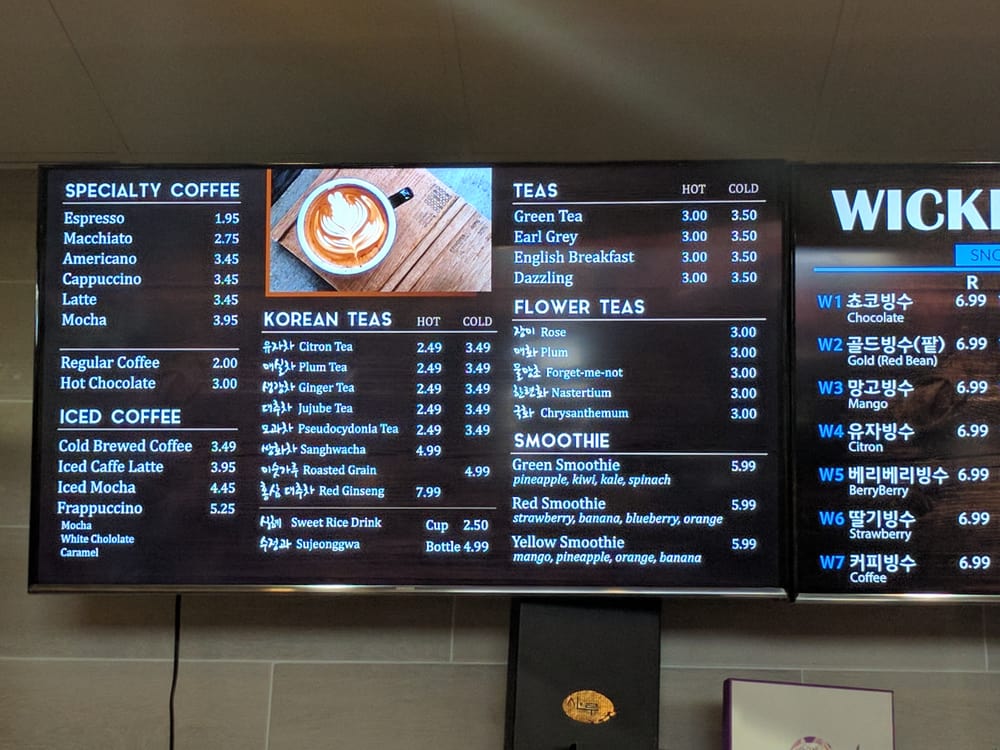 SPECIALTY COFFEE
Espresso 1.95
Macchiato 2.75
Americano 3.45
Cappuccino 3.45
Latte 3.45
Mocha 3.95
Regular Coffee 2.00
Hot Chocolate 3.00
ICED COFFEE
Cold Brewed Coffee 3.49
Iced Caffe Latte 3.95
Iced Mocha 4.45
Frappuccino 5.25
Mocha
White Chololate
Caramel
KOREAN TEAS HOT COLD
유자차 Citron Tea 2.49 3.49
매실차 Plum Tea 2.49 3.49
생강차 Ginger Tea 2.49 3.49
대추차 Jujube Tea 2.49 3.49
모과차 Pseudocydonia Tea 2.49 3.49
쌍화차 Sanghwacha 4.99
미숫가루 Roasted Grain 4.99
홍삼 대추차 Red Ginseng 7.99
식혜 Sweet Rice Drink Cup 2.50
수정과 Sujeonggwa Bottle 4.99
TEAS HOT COLD
Green Tea 3.00 3.50
Earl Grey 3.00 3.50
English Breakfast 3.00 3.50
Dazzling 3.00 3.50
FLOWER TEAS
장미 Rose 3.00
매화 Plum 3.00
물망초 Forget-me-not 3.00
한련화 Nastertium 3.00
국화 Chrysanthemum 3.00
SMOOTHIE
Green Smoothie 5.99
pineapple, kiwi, kale, spinach
Red Smoothie 5.99
strawberry, banana, blueberry, orange
Yellow Smoothie 5.99
mango, pineapple, orange, banana
WICK
SNO
R
W1 쵸코빙수 6.99
Chocolate
W2 골드빙수(팥) 6.99
Gold (Red Bean)
W3 망고빙수 6.99
Mango
W4 유자빙수 6.99
Citron
W5 베리베리빙수 6.99
BerryBerry
W6 딸기빙수 6.99
Strawberry
W7 커피빙수 6.99
Coffee